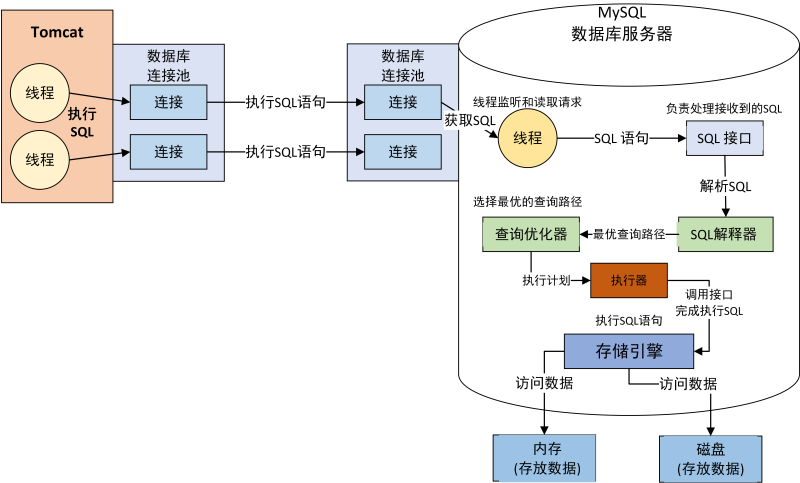 MySQL
数据库服务器
Tomcat
数据库
连接池
数据库
连接池
线程
连接
执行SQL语句
连接
线程监听和读取请求
负责处理接收到的SQL
执行
SQL
获取SQL
线程
SQL 语句
SQL 接口
线程
连接
执行SQL语句
连接
解析SQL
选择最优的查询路径
查询优化器
最优查询路径
SQL解释器
执行计划
执行器
调用接口
完成执行SQL
执行SQL语句
存储引擎
访问数据
访问数据
内存
(存放数据)
磁盘
(存放数据)